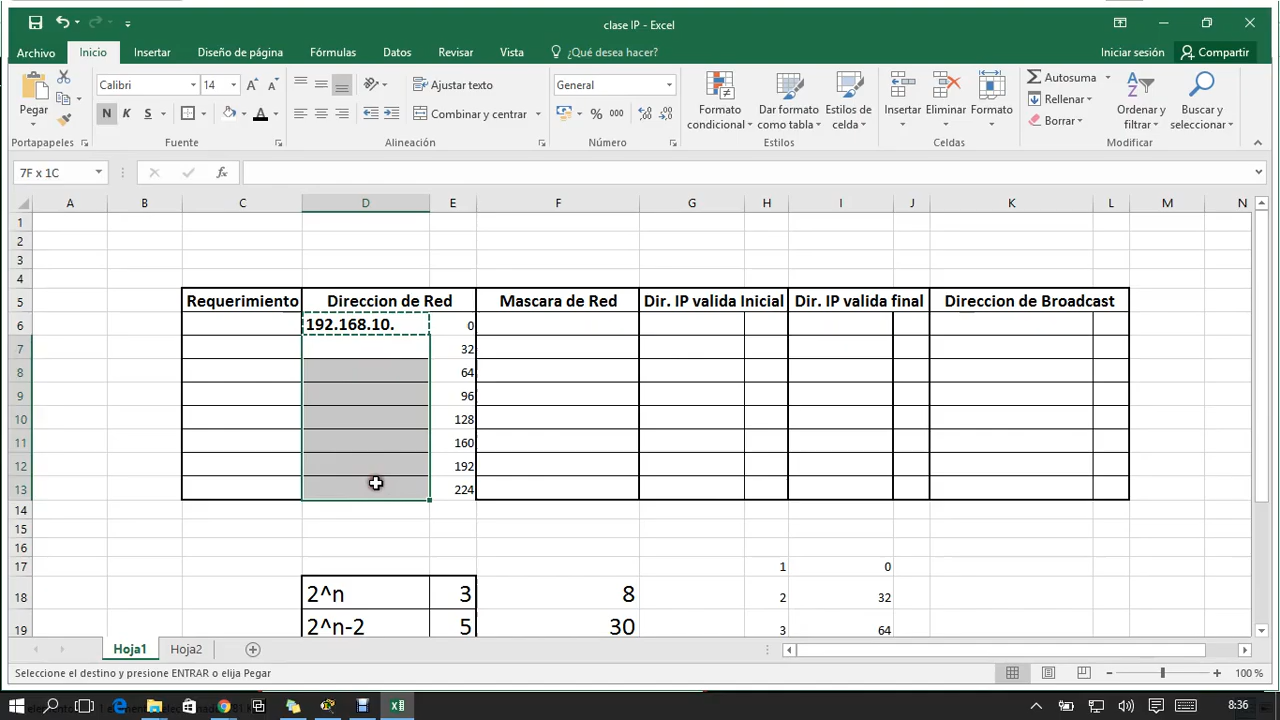 clase IP - Excel
Archivo Inicio Insertar Diseño de página Fórmulas Datos Revisar Vista ¿Qué desea hacer? Iniciar sesión Compartir
Pegar
Calibri 14
N K S
Ajustar texto
Combinar y centrar
General
% 000
Formato condicional
Dar formato como tabla
Estilos de celda
Insertar
Eliminar
Formato
Autosuma
Rellenar
Borrar
Ordenar y filtrar
Buscar y seleccionar
Portapapeles Fuente Alineación Número Estilos Celdas Modificar
7F x 1C fx
A B C D E F G H I J K L M N
1
2
3
4
5 Requerimiento Direccion de Red Mascara de Red Dir. IP valida Inicial Dir. IP valida final Direccion de Broadcast
6 192.168.10. 0
7 32
8 64
9 96
10 128
11 160
12 192
13 224
14
15
16
17 1 0
18 2^n 3 8 2 32
19 2^n-2 5 30 3 64
Hoja1 Hoja2
Seleccione el destino y presione ENTRAR o elija Pegar 100 %
8:36